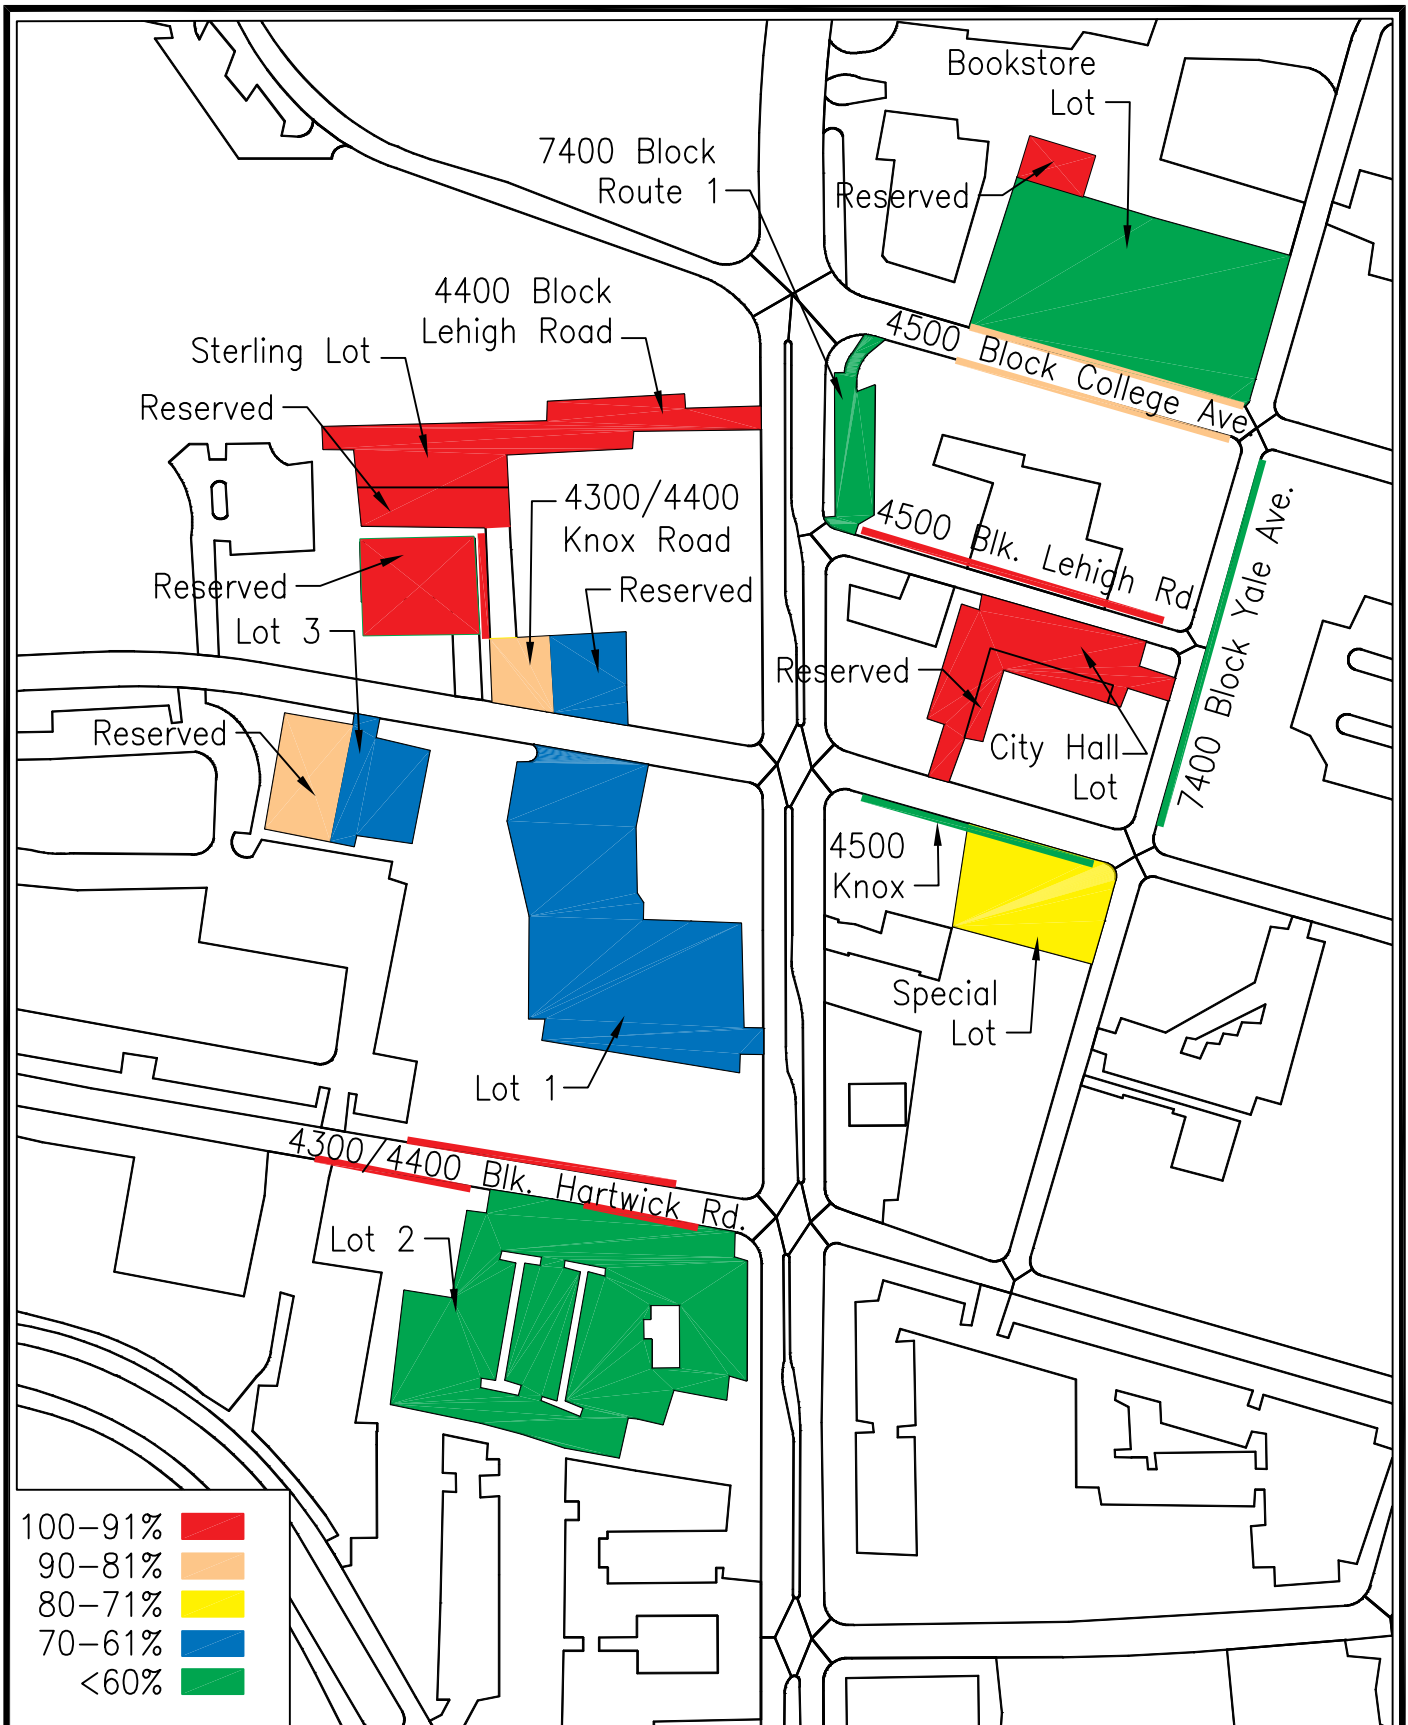 Bookstore
Lot
7400 Block
Route 1
Reserved
4400 Block
Lehigh Road
Sterling Lot
4500 Block College Ave.
Reserved
4300/4400
Knox Road
4500 Blk. Lehigh Rd.
7400 Block Yale Ave.
Reserved
Reserved
Lot 3
Reserved
Reserved
City Hall
Lot
4500
Knox
Special
Lot
Lot 1
4300/4400 Blk. Hartwick Rd.
Lot 2
100-91%
90-81%
80-71%
70-61%
<60%